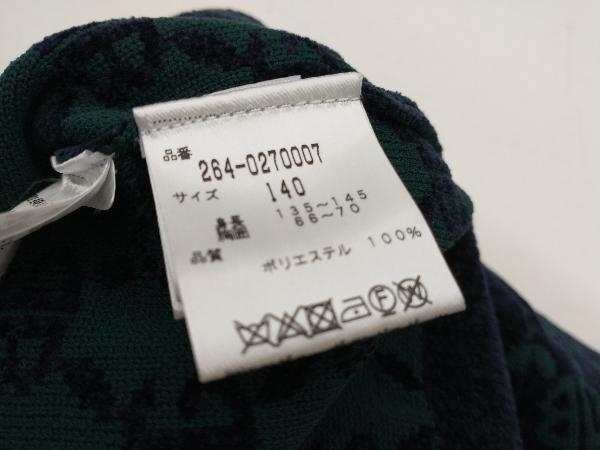 品番 264-0270007
サイズ 140
身長 135～145
胸囲 66～70
品質 ポリエステル 100%